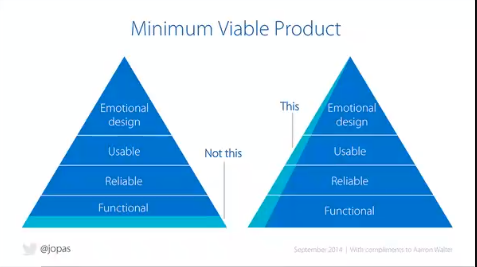 Minimum Viable Product
Emotional
design
Usable
Reliable
Functional
Not this
This
Emotional
design
Usable
Reliable
Functional
@jopas
September 2014 | With compliments to Aarron Walter